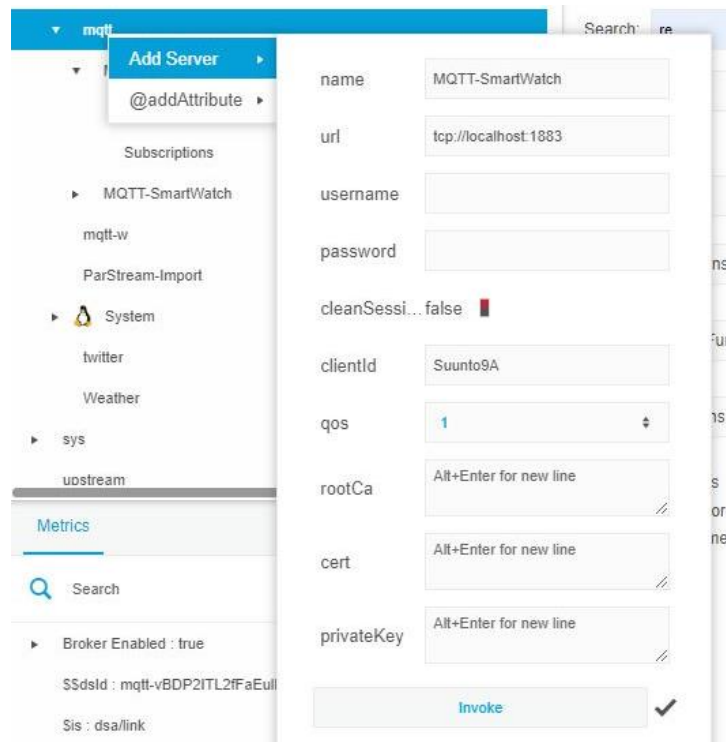 mqtt
Search: re
Add Server
@addAttribute
Subscriptions
MQTT-SmartWatch
mqtt-w
ParStream-Import
System
twitter
Weather
sys
upstream
name MQTT-SmartWatch
url tcp://localhost:1883
username
password
cleanSessi... false
clientId Suunto9A
qos 1
rootCa Alt+Enter for new line
cert Alt+Enter for new line
privateKey Alt+Enter for new line
Invoke
Metrics
Search
Broker Enabled : true
$$dsId : mqtt-vBDP2ITL2fFaEuIl
$is : dsa/link